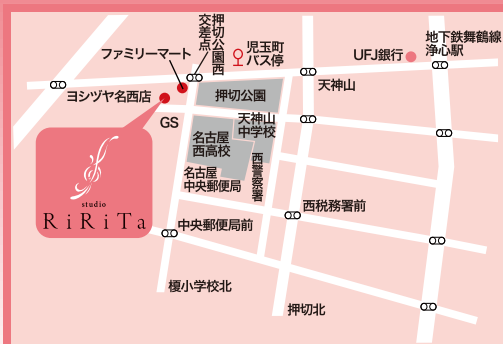 押切公園西
交差点
児玉町
バス停
地下鉄舞鶴線
浄心駅
ファミリーマート
UFJ銀行
天神山
ヨシヅヤ名西店
押切公園
GS
天神山
中学校
名古屋
西高校
西警察署
名古屋
中央郵便局
studio
RiRiTa
西税務署前
中央郵便局前
榎小学校北
押切北